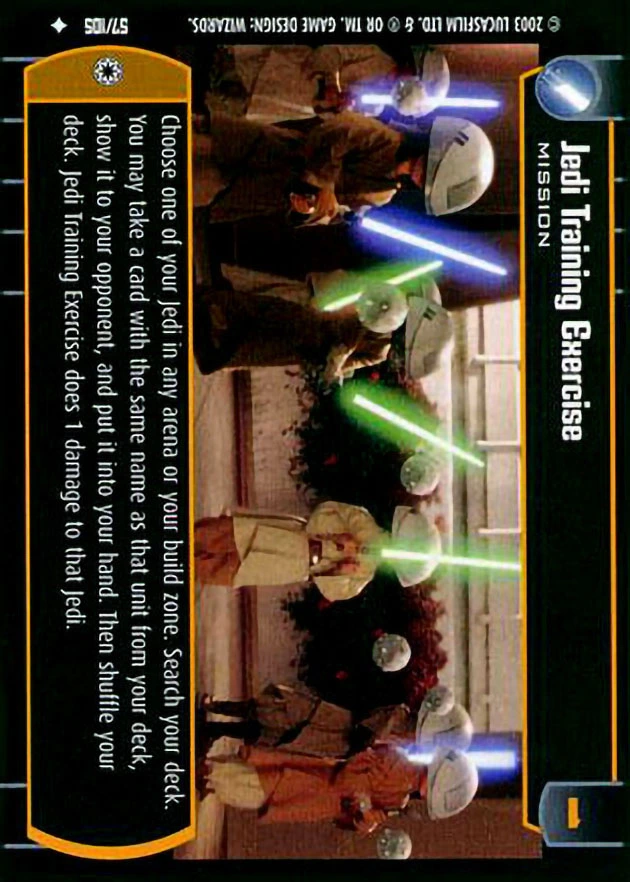 Jedi Training Exercise
MISSION
1
Choose one of your Jedi in any arena or your build zone. Search your deck.
You may take a card with the same name as that unit from your deck,
show it to your opponent, and put it into your hand. Then shuffle your
deck. Jedi Training Exercise does 1 damage to that Jedi.
© 2003 LUCASFILM LTD. & ® OR TM. GAME DESIGN: WIZARDS.
57/105